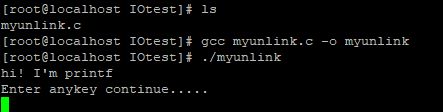 [root@localhost IOtest]# ls
myunlink.c
[root@localhost IOtest]# gcc myunlink.c -o myunlink
[root@localhost IOtest]# ./myunlink
hi! I'm printf
Enter anykey continue.....